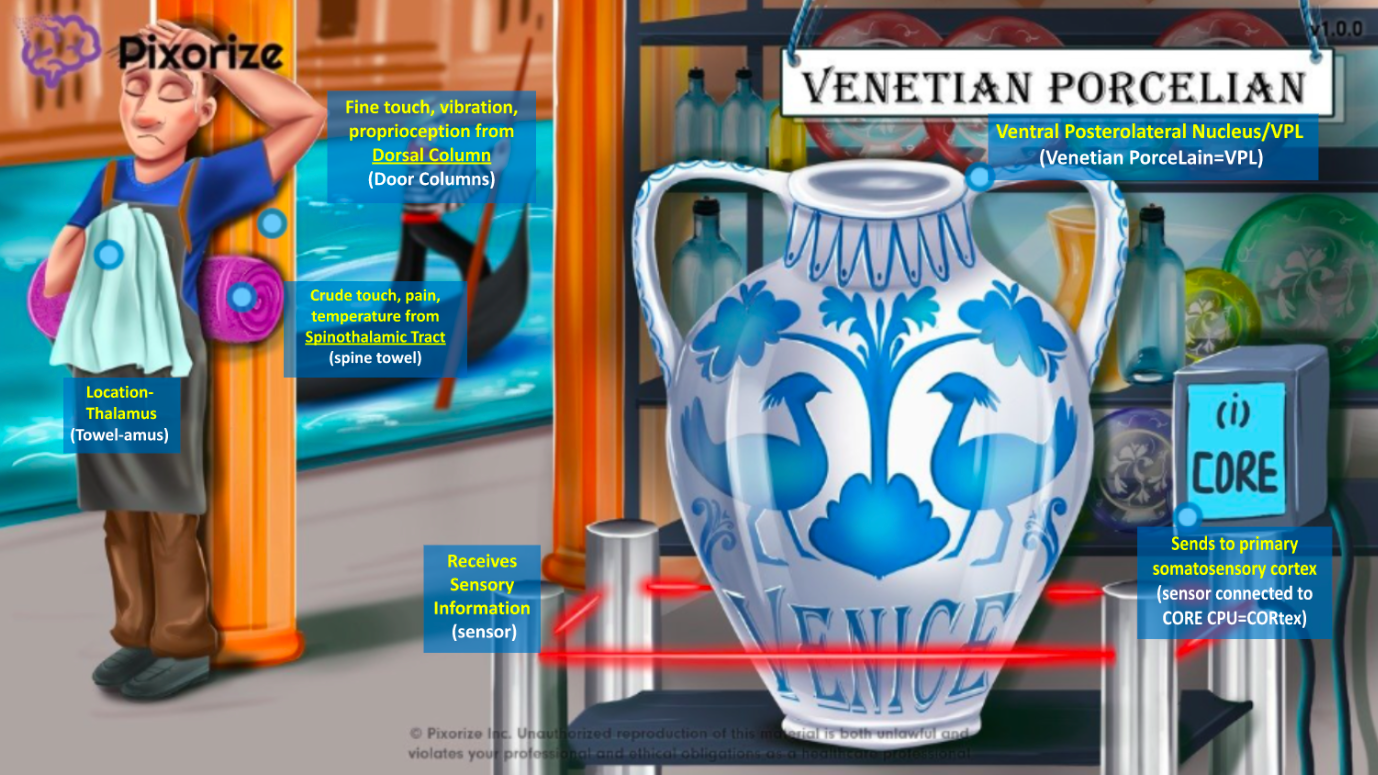 Pixorize
v1.0.0
VENETIAN PORCELIAN
Fine touch, vibration,
proprioception from
Dorsal Column
(Door Columns)
Ventral Posterolateral Nucleus/VPL
(Venetian PorceLain=VPL)
Crude touch, pain,
temperature from
Spinothalamic Tract
(spine towel)
Location-
Thalamus
(Towel-amus)
(i)
CORE
Receives
Sensory
Information
(sensor)
Sends to primary
somatosensory cortex
(sensor connected to
CORE CPU=CORtex)
VENICE
© Pixorize Inc. Unauthorized reproduction of this material is both unlawful and
violates your professional and ethical obligations as a healthcare professional